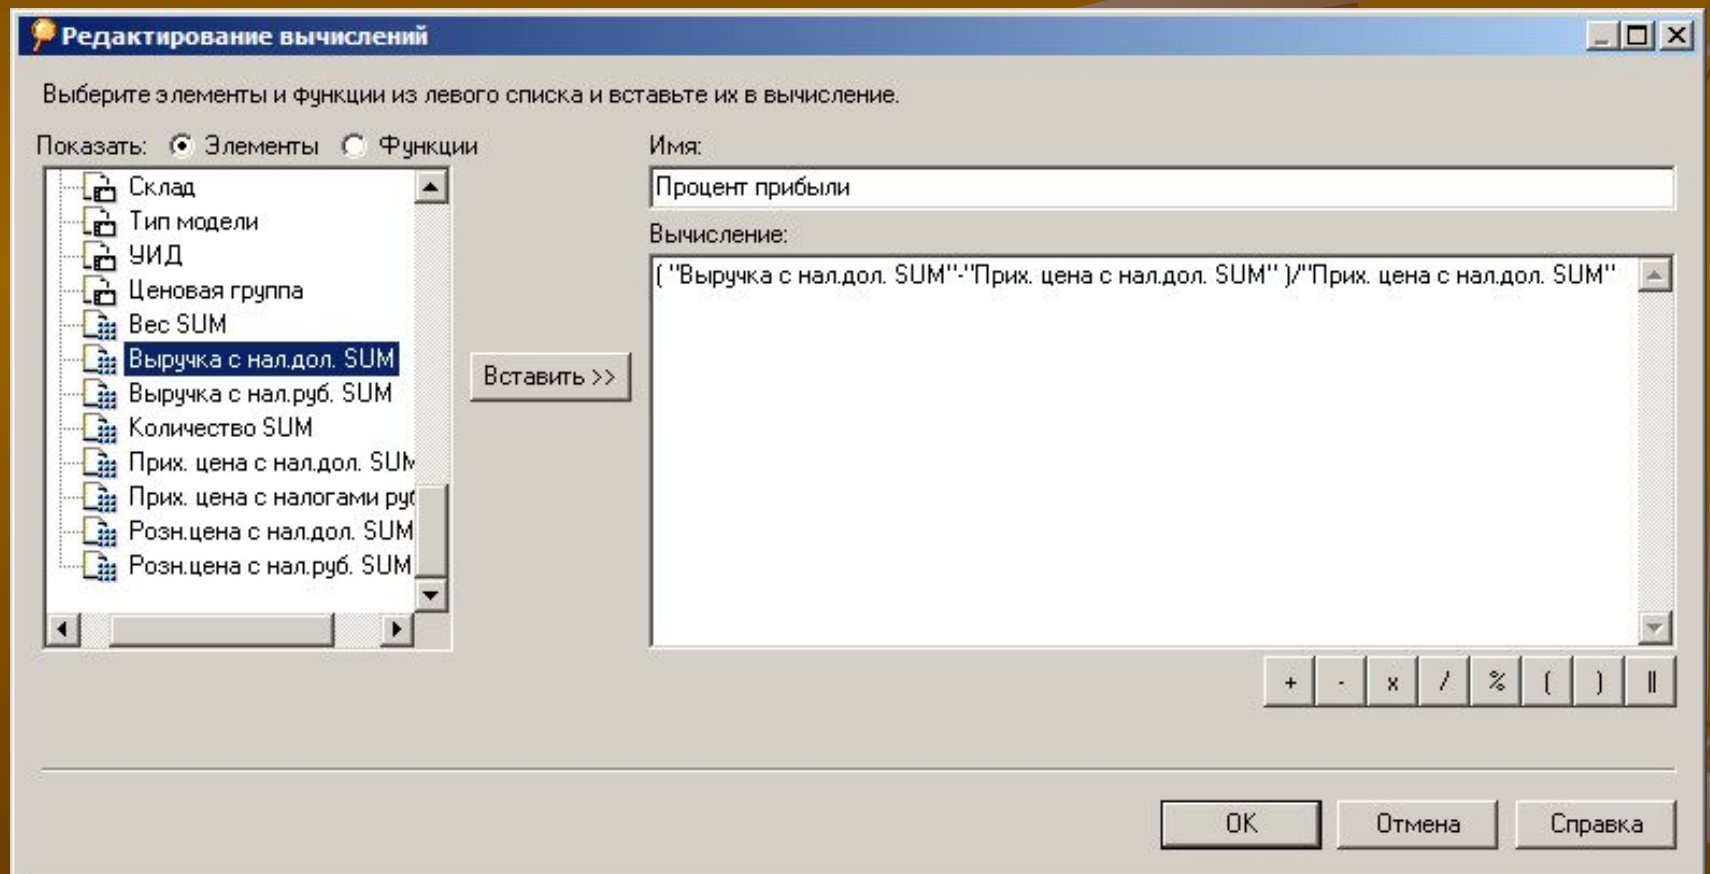 Редактирование вычислений
Выберите элементы и функции из левого списка и вставьте их в вычисление.
Показать: Элементы Функции
Склад
Тип модели
УИД
Ценовая группа
Вес SUM
Выручка с нал.дол. SUM
Выручка с нал.руб. SUM
Количество SUM
Прих. цена с нал.дол. SUM
Прих. цена с налогами руб
Розн.цена с нал.дол. SUM
Розн.цена с нал.руб. SUM
Вставить >>
Имя:
Процент прибыли
Вычисление:
( "Выручка с нал.дол. SUM"-"Прих. цена с нал.дол. SUM" )/"Прих. цена с нал.дол. SUM"
+ - x / % ( ) ||
OK Отмена Справка